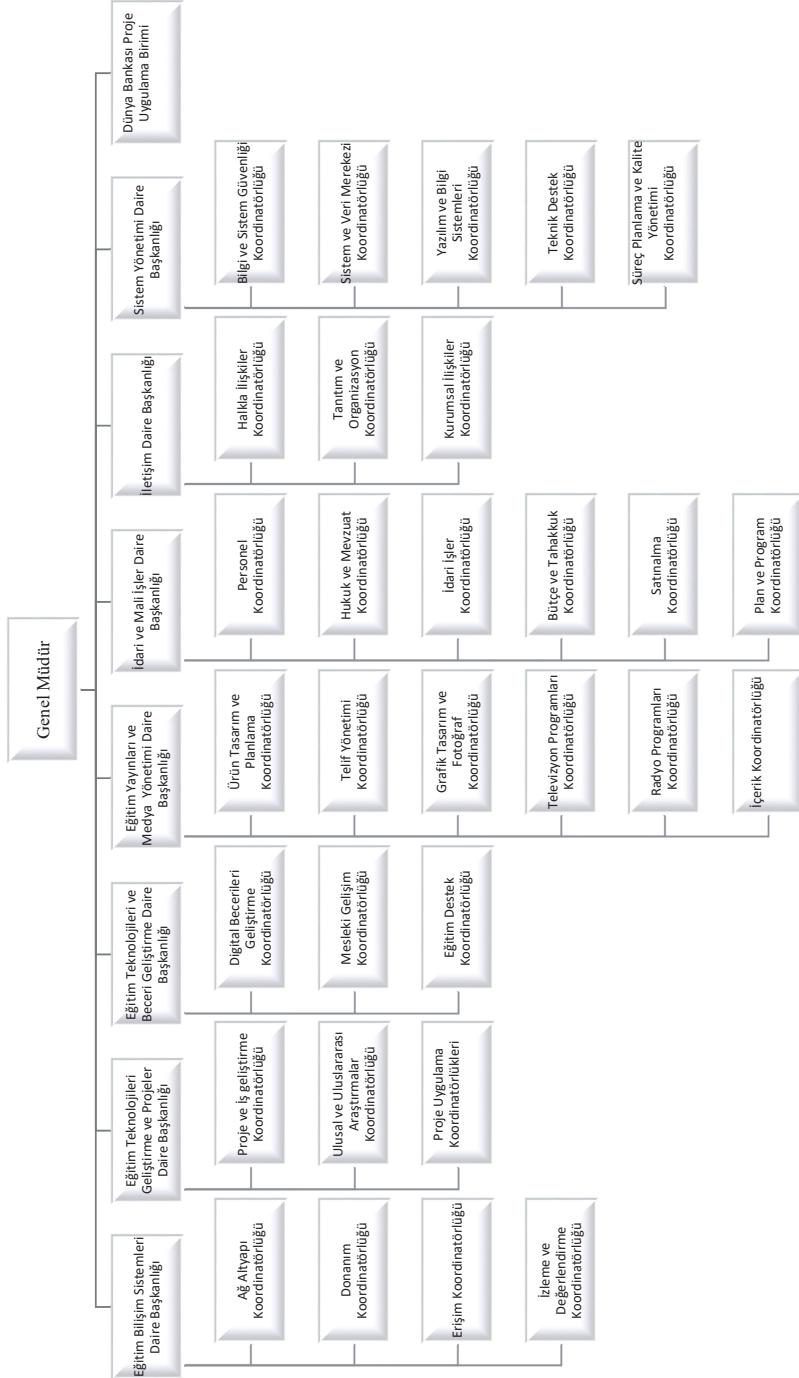 Genel Müdür
Eğitim Bilişim Sistemleri
Daire Başkanlığı
Ağ Altyapı
Koordinatörlüğü
Donanım
Koordinatörlüğü
Erişim Koordinatörlüğü
İzleme ve
Değerlendirme
Koordinatörlüğü
Eğitim Teknolojileri
Geliştirme ve Projeler
Daire Başkanlığı
Proje ve İş geliştirme
Koordinatörlüğü
Ulusal ve Uluslararası
Araştırmalar
Koordinatörlüğü
Proje Uygulama
Koordinatörlükleri
Eğitim Teknolojileri ve
Beceri Geliştirme Daire
Başkanlığı
Digital Becerileri
Geliştirme
Koordinatörlüğü
Mesleki Gelişim
Koordinatörlüğü
Eğitim Destek
Koordinatörlüğü
Eğitim Yayınları ve
Medya Yönetimi Daire
Başkanlığı
Ürün Tasarım ve
Planlama
Koordinatörlüğü
Telif Yönetimi
Koordinatörlüğü
Grafik Tasarım ve
Fotoğraf
Koordinatörlüğü
Televizyon Programları
Koordinatörlüğü
Radyo Programları
Koordinatörlüğü
İçerik Koordinatörlüğü
İdari ve Mali İşler Daire
Başkanlığı
Personel
Koordinatörlüğü
Hukuk ve Mevzuat
Koordinatörlüğü
İdari İşler
Koordinatörlüğü
Bütçe ve Tahakkuk
Koordinatörlüğü
Satınalma
Koordinatörlüğü
Plan ve Program
Koordinatörlüğü
İletişim Daire Başkanlığı
Halkla İlişkiler
Koordinatörlüğü
Tanıtım ve
Organizasyon
Koordinatörlüğü
Kurumsal İlişkiler
Koordinatörlüğü
Sistem Yönetimi Daire
Başkanlığı
Bilgi ve Sistem Güvenliği
Koordinatörlüğü
Sistem ve Veri Merekezi
Koordinatörlüğü
Yazılım ve Bilgi
Sistemleri
Koordinatörlüğü
Teknik Destek
Koordinatörlüğü
Süreç Planlama ve Kalite
Yönetimi
Koordinatörlüğü
Dünya Bankası Proje
Uygulama Birimi